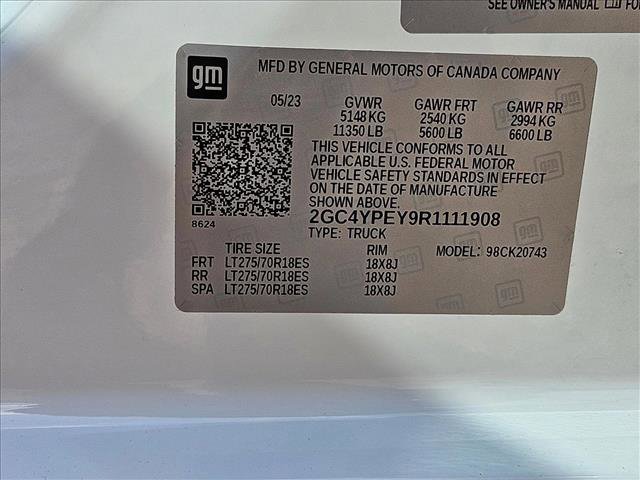 SEE OWNER'S MANUAL
gm
MFD BY GENERAL MOTORS OF CANADA COMPANY
05/23 GVWR GAWR FRT GAWR RR
5148 KG 2540 KG 2994 KG
11350 LB 5600 LB 6600 LB
THIS VEHICLE CONFORMS TO ALL
APPLICABLE U.S. FEDERAL MOTOR
VEHICLE SAFETY STANDARDS IN EFFECT
ON THE DATE OF MANUFACTURE
SHOWN ABOVE.
8624
2GC4YPEY9R1111908
TYPE: TRUCK
TIRE SIZE RIM MODEL: 98CK20743
FRT LT275/70R18ES 18X8J
RR LT275/70R18ES 18X8J
SPA LT275/70R18ES 18X8J